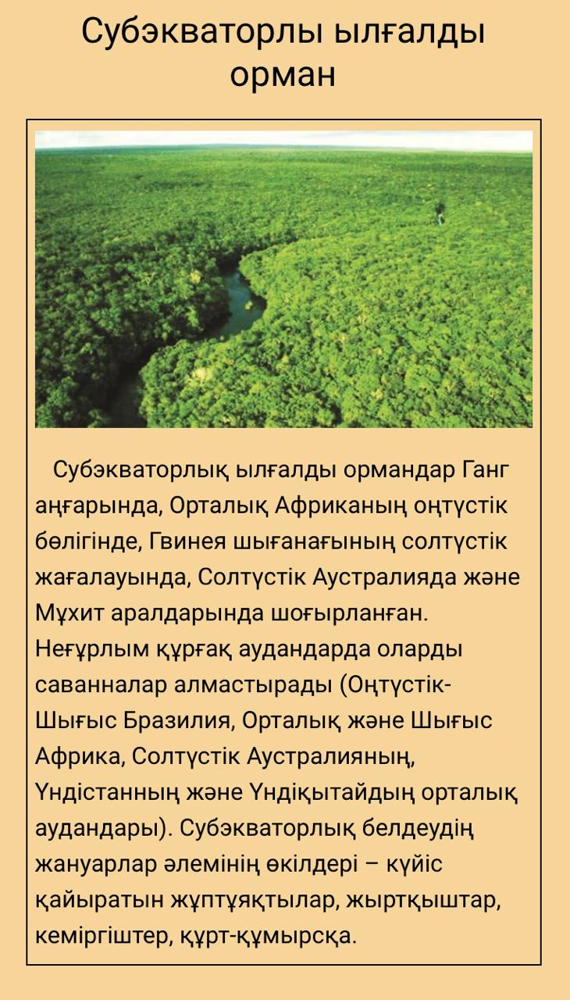 Субэкваторлы ылғалды
орман
Субэкваторлық ылғалды ормандар Ганг
аңғарында, Орталық Африканың оңтүстік
бөлігінде, Гвинея шығанағының солтүстік
жағалауында, Солтүстік Аустралияда және
Мұхит аралдарында шоғырланған.
Неғұрлым құрғақ аудандарда оларды
саванналар алмастырады (Оңтүстік-
Шығыс Бразилия, Орталық және Шығыс
Африка, Солтүстік Аустралияның,
Үндістанның және Үндіқытайдың орталық
аудандары). Субэкваторлық белдеудің
жануарлар әлемінің өкілдері – күйіс
қайыратын жұптұяқтылар, жыртқыштар,
кеміргіштер, құрт-құмырсқа.